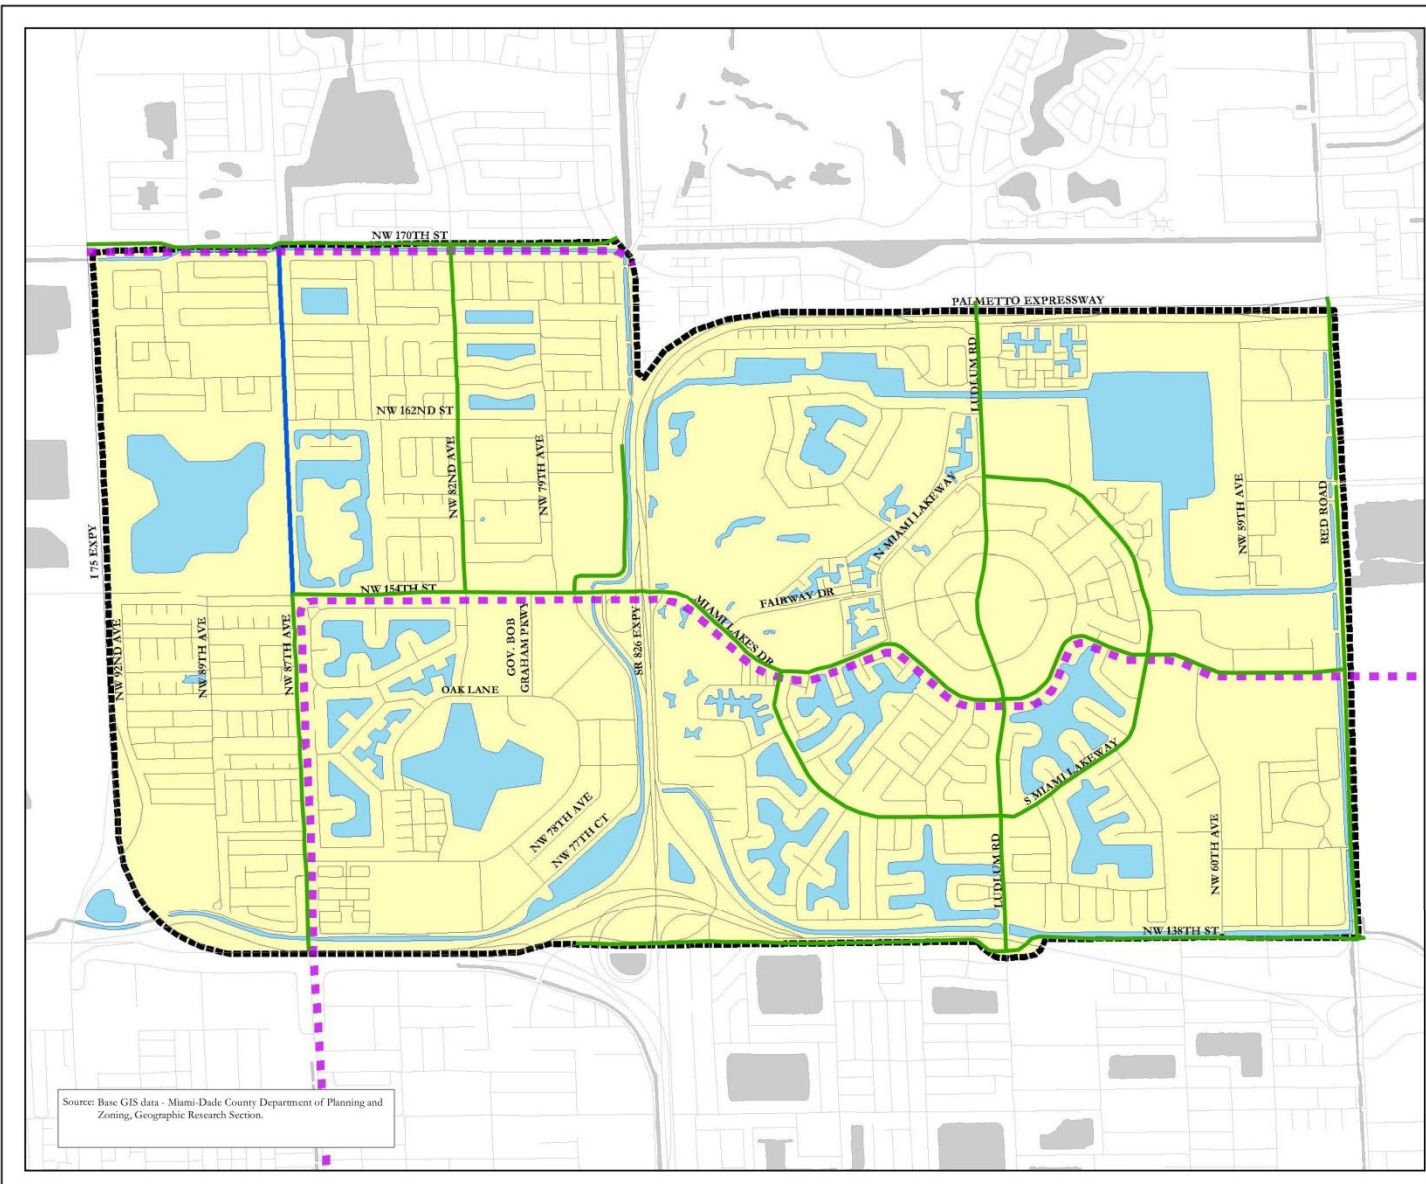 NW 170TH ST
PALMETTO EXPRESSWAY
LUDLUM RD
NW 162ND ST
NW 82ND AVE
NW 79TH AVE
N MIAMI LAKEWAY
NW 59TH AVE
RED ROAD
I 75 EXPY
NW 154TH ST
FAIRWAY DR
MIAMI LAKES DR
NW 92ND AVE
NW 89TH AVE
NW 87TH AVE
GOV. BOB
GRAHAM PKWY
SR 826 EXPY
OAK LANE
S MIAMI LAKEWAY
NW 78TH AVE
NW 77TH CT
LUDLUM RD
NW 60TH AVE
NW 138TH ST
Source: Base GIS data - Miami-Dade County Department of Planning and
Zoning, Geographic Research Section.